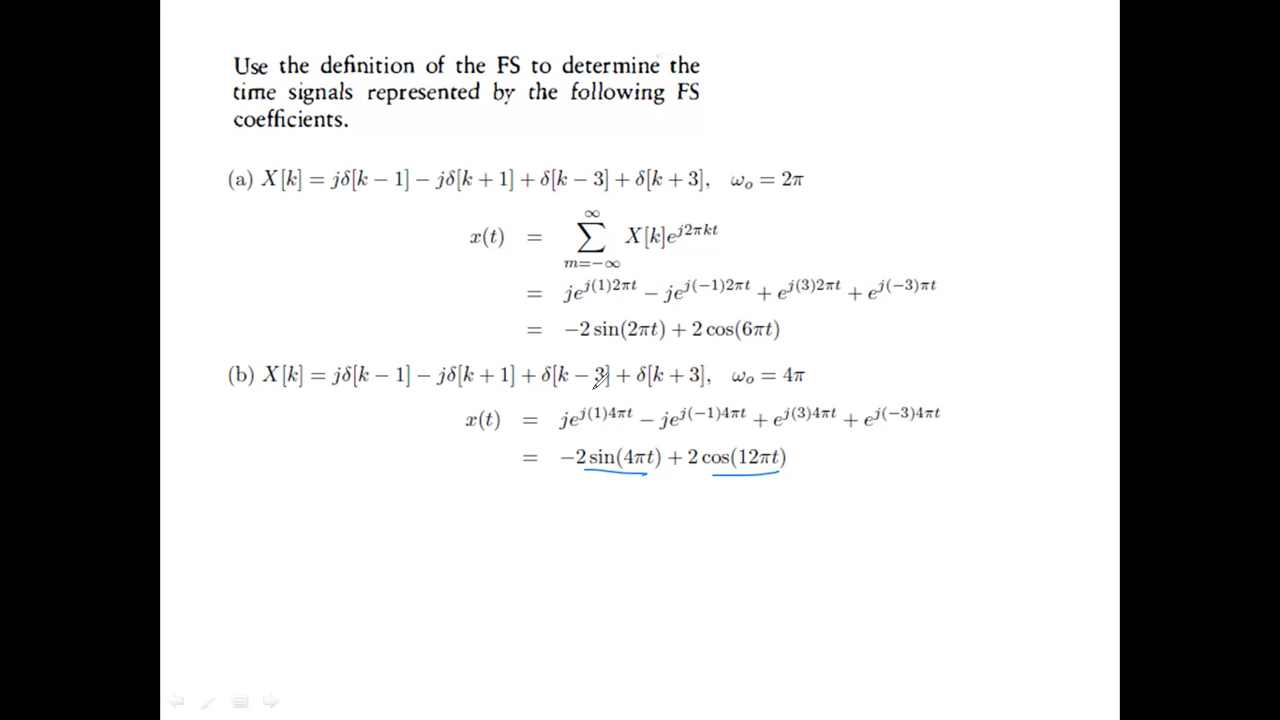 Use the definition of the FS to determine the
time signals represented by the following FS
coefficients.
(a) X[k] = jδ[k − 1] − jδ[k + 1] + δ[k − 3] + δ[k + 3], ωₒ = 2π
x(t) = ∑_{m=−∞}^{∞} X[k]e^{j2πkt}
= je^{j(1)2πt} − je^{j(−1)2πt} + e^{j(3)2πt} + e^{j(−3)πt}
= −2 sin(2πt) + 2 cos(6πt)
(b) X[k] = jδ[k − 1] − jδ[k + 1] + δ[k − 3] + δ[k + 3], ωₒ = 4π
x(t) = je^{j(1)4πt} − je^{j(−1)4πt} + e^{j(3)4πt} + e^{j(−3)4πt}
= −2 sin(4πt) + 2 cos(12πt)